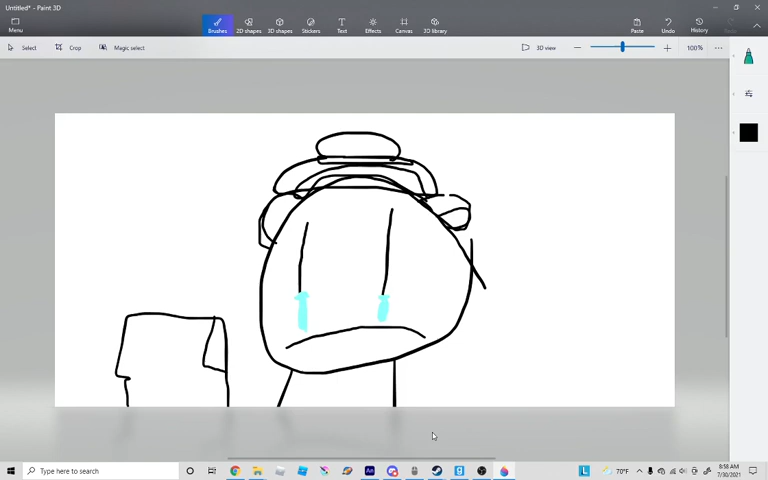 Untitled* - Paint 3D
Menu
Brushes
2D shapes
3D shapes
Stickers
Text
Effects
Canvas
3D library
Paste
Undo
History
Select
Crop
Magic select
3D view
100%
Type here to search
70°F
8:58 AM
7/30/2021